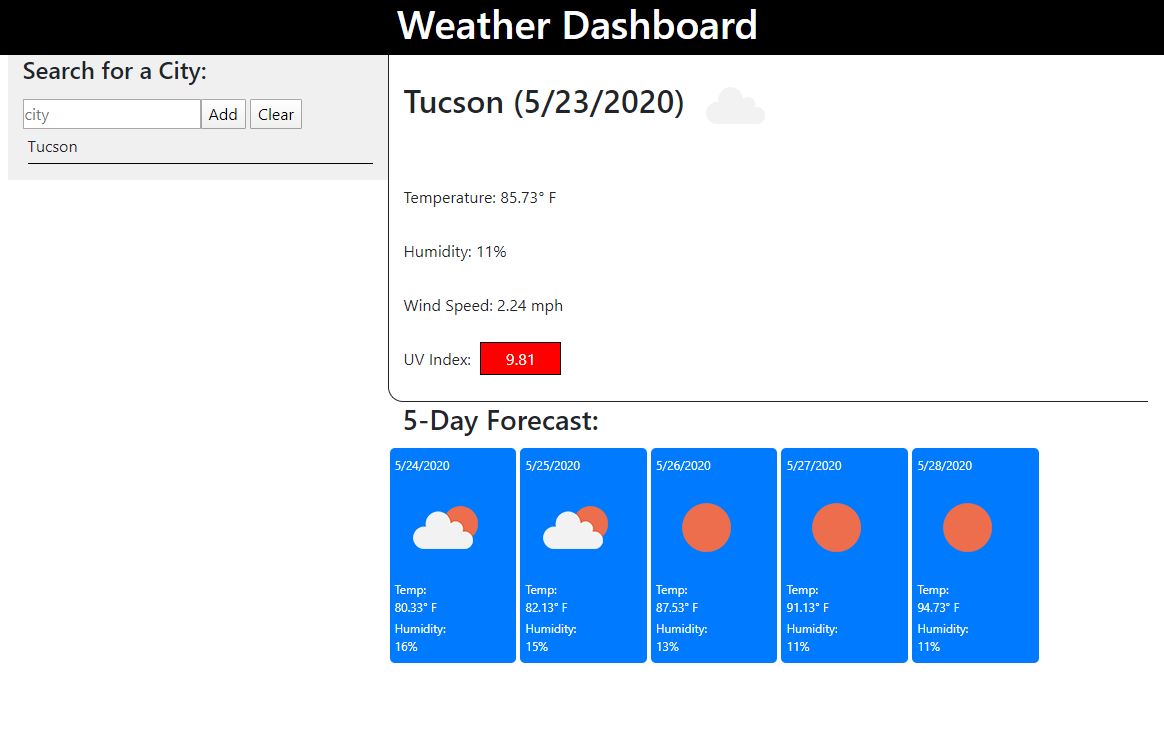 Weather Dashboard
Search for a City:
city Add Clear
Tucson
Tucson (5/23/2020)
Temperature: 85.73° F
Humidity: 11%
Wind Speed: 2.24 mph
UV Index: 9.81
5-Day Forecast:
5/24/2020
Temp:
80.33° F
Humidity:
16%
5/25/2020
Temp:
82.13° F
Humidity:
15%
5/26/2020
Temp:
87.53° F
Humidity:
13%
5/27/2020
Temp:
91.13° F
Humidity:
11%
5/28/2020
Temp:
94.73° F
Humidity:
11%